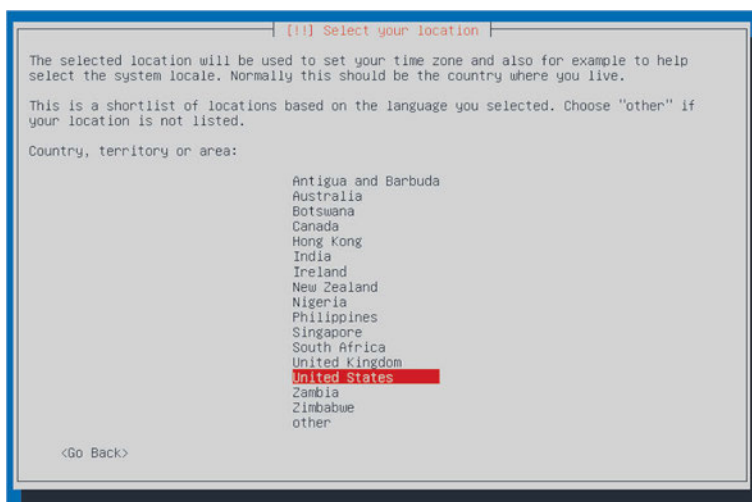 [!!] Select your location
The selected location will be used to set your time zone and also for example to help
select the system locale. Normally this should be the country where you live.
This is a shortlist of locations based on the language you selected. Choose "other" if
your location is not listed.
Country, territory or area:
Antigua and Barbuda
Australia
Botswana
Canada
Hong Kong
India
Ireland
New Zealand
Nigeria
Philippines
Singapore
South Africa
United Kingdom
United States
Zambia
Zimbabwe
other
<Go Back>